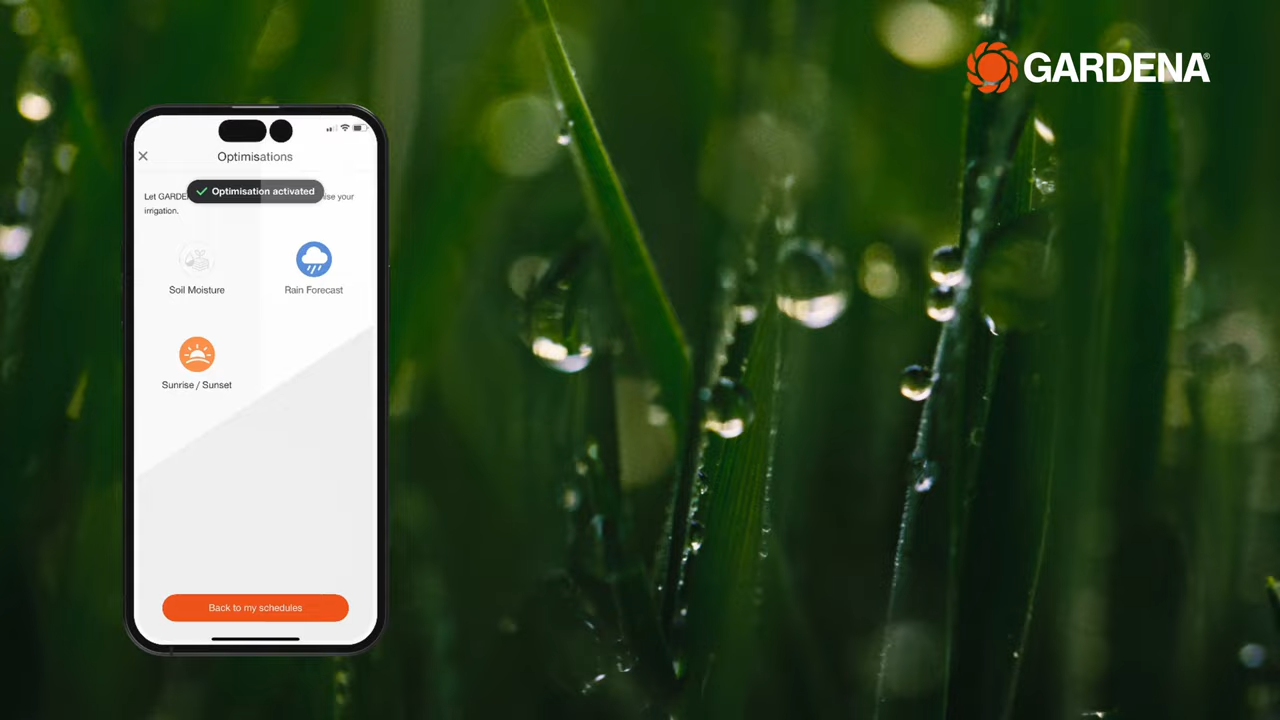 GARDENA®
Optimisations
Optimisation activated
Let GARDE ise your
irrigation.
Soil Moisture
Rain Forecast
Sunrise / Sunset
Back to my schedules